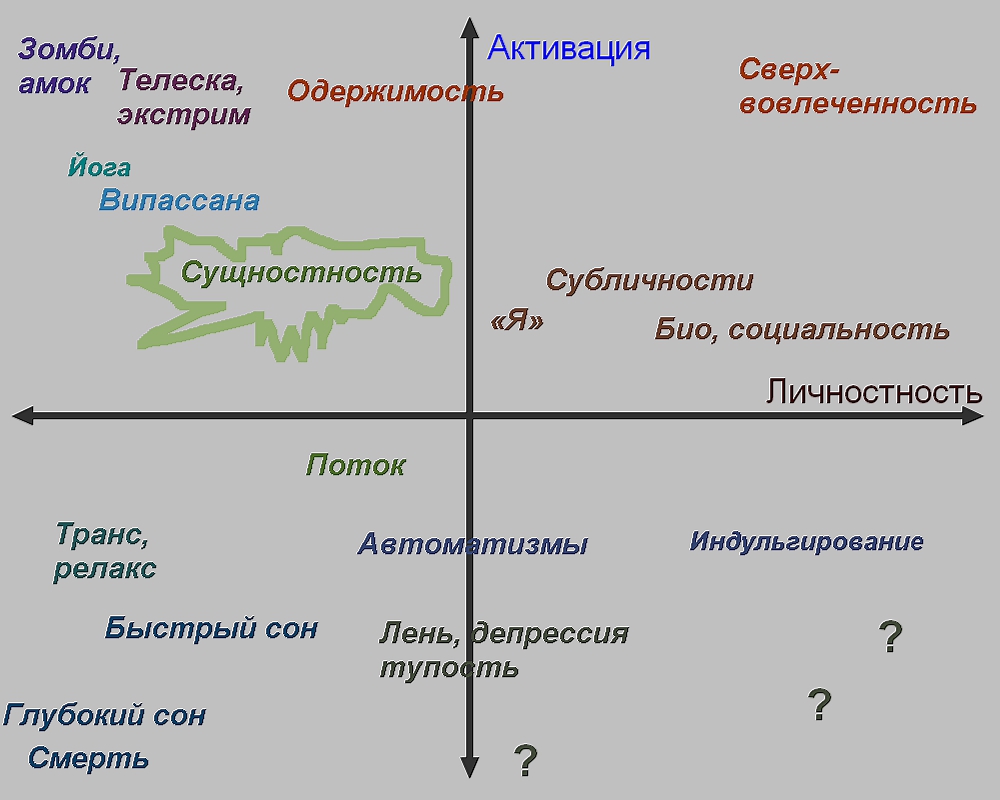 Зомби,
амок
Телеска,
экстрим
Одержимость
Активация
Сверх-
вовлеченность
Йога
Випассана
Сущностность
Субличности
«Я»
Био, социальность
Личностность
Поток
Транс,
релакс
Автоматизмы
Индульгирование
Быстрый сон
Лень, депрессия
тупость
?
?
Глубокий сон
Смерть
?